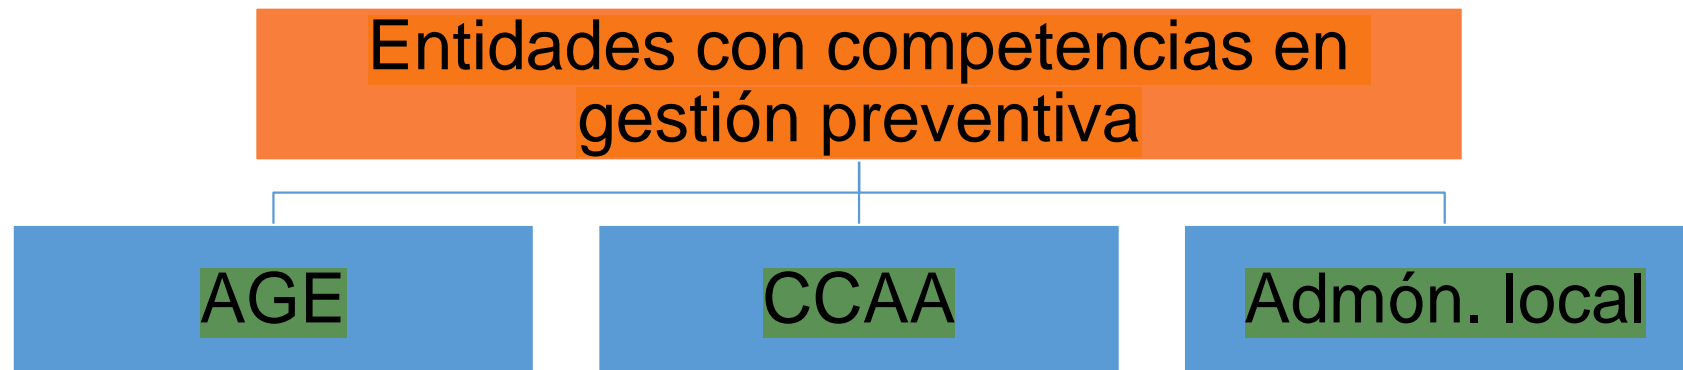 Entidades con competencias en
gestión preventiva
AGE
CCAA
Admón. local